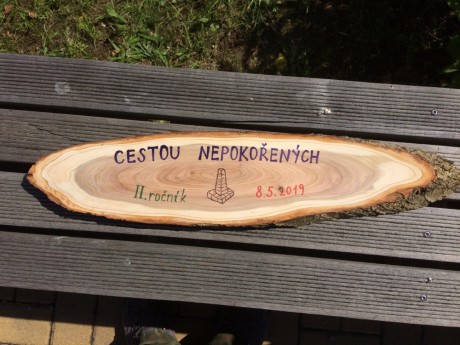 CESTOU NEPOKOŘENÝCH
II. ročník 8.5.2019